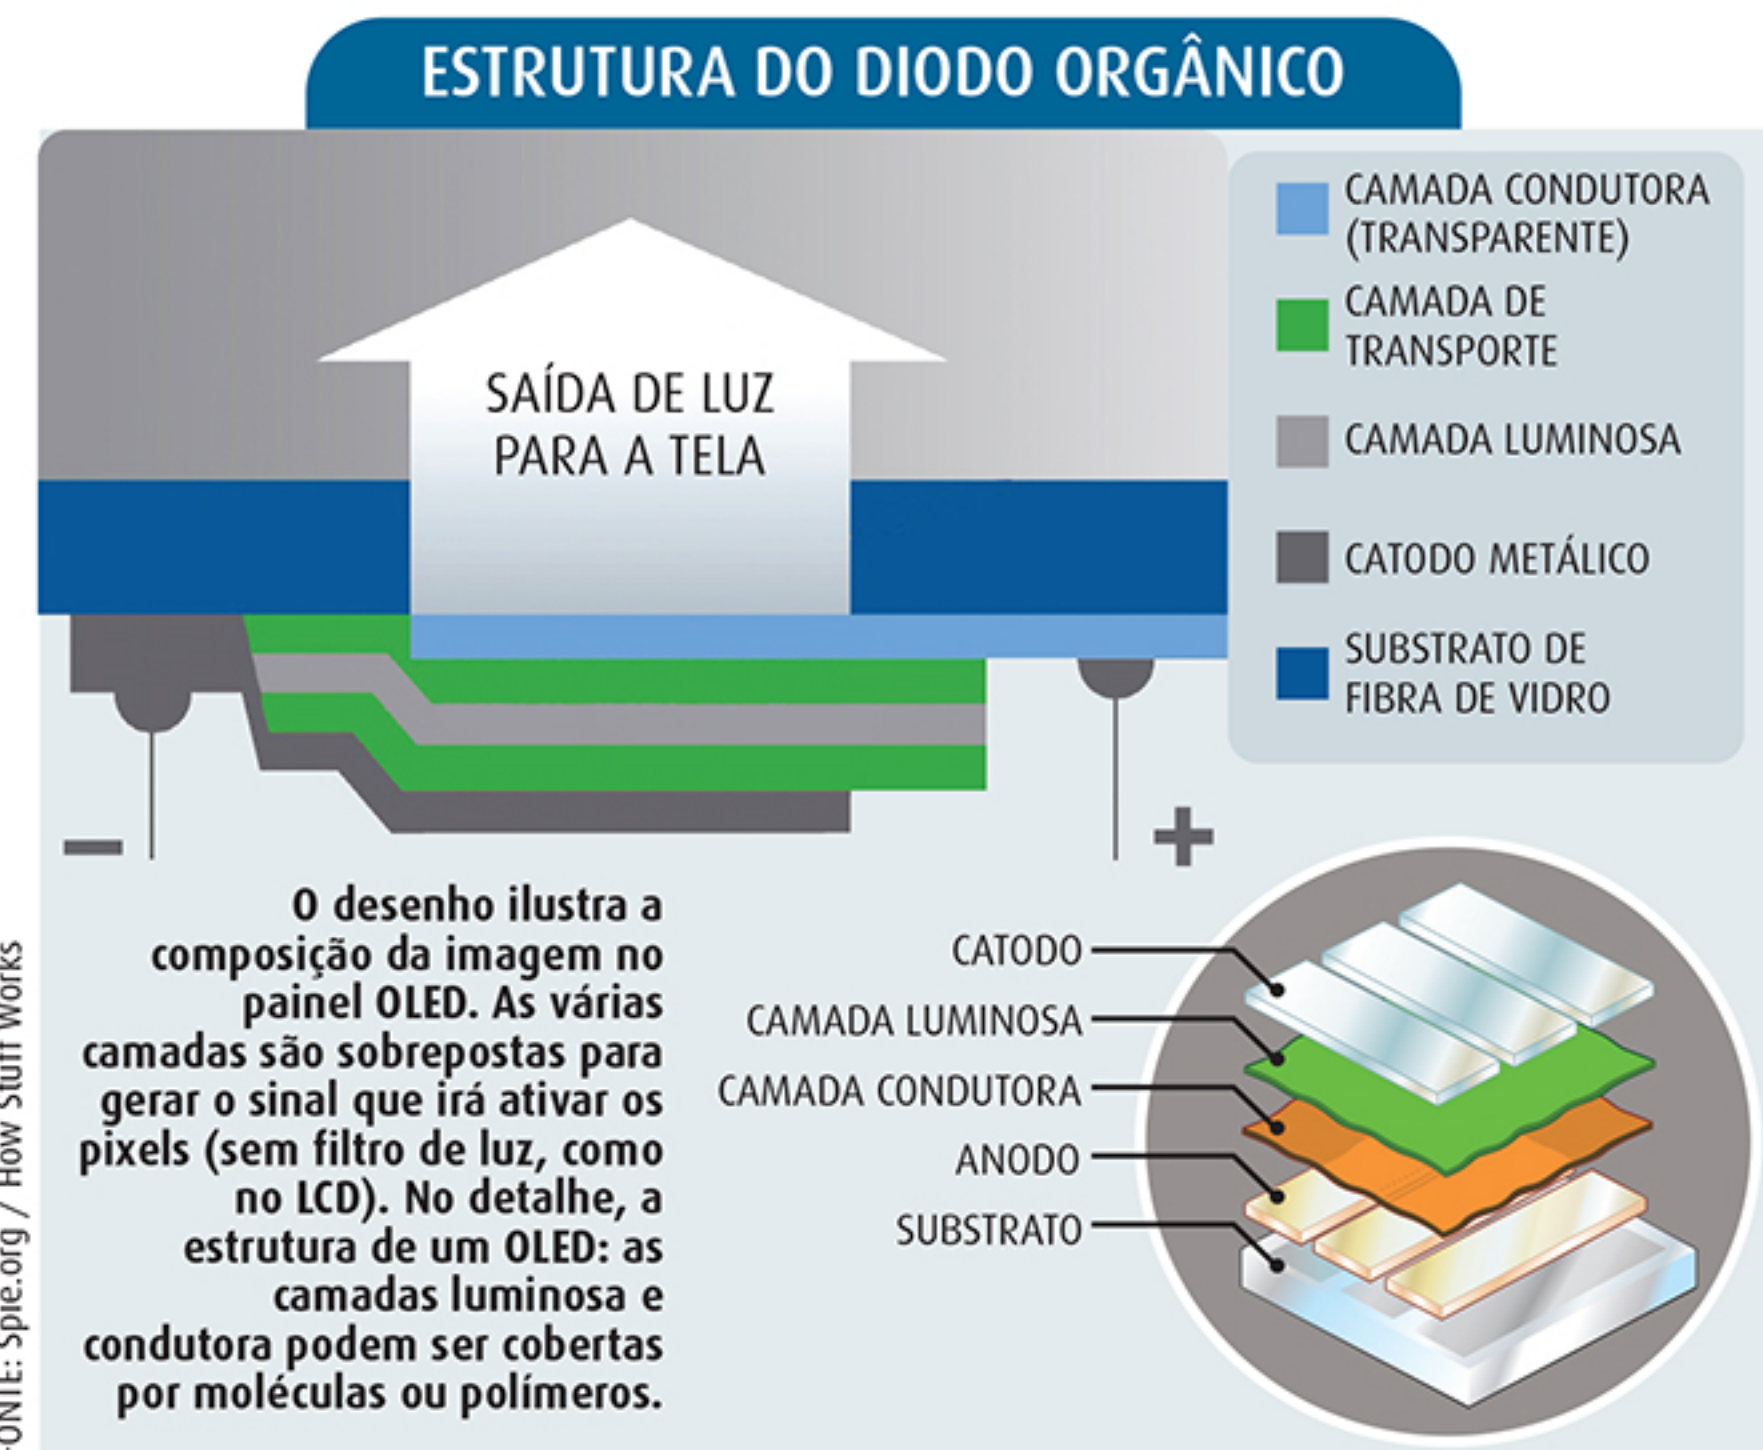 ESTRUTURA DO DIODO ORGÂNICO
SAÍDA DE LUZ
PARA A TELA
CAMADA CONDUTORA
(TRANSPARENTE)
CAMADA DE
TRANSPORTE
CAMADA LUMINOSA
CATODO METÁLICO
SUBSTRATO DE
FIBRA DE VIDRO
–
+
O desenho ilustra a
composição da imagem no
painel OLED. As várias
camadas são sobrepostas para
gerar o sinal que irá ativar os
pixels (sem filtro de luz, como
no LCD). No detalhe, a
estrutura de um OLED: as
camadas luminosa e
condutora podem ser cobertas
por moléculas ou polímeros.
CATODO
CAMADA LUMINOSA
CAMADA CONDUTORA
ANODO
SUBSTRATO
FONTE: Spie.org / How Stuff Works